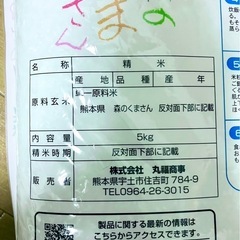 の
ま
さん
名称 精米
原料玄米 産地 品種 産年
単一原料米
熊本県 森のくまさん 反対面下部に記載
内容量 5kg
精米時期 反対面下部に記載
販売者 株式会社 丸福商事
熊本県宇土市住吉町784-9
TEL0964-26-3015
製品に関する最新の情報は
こちらからアクセスできます。